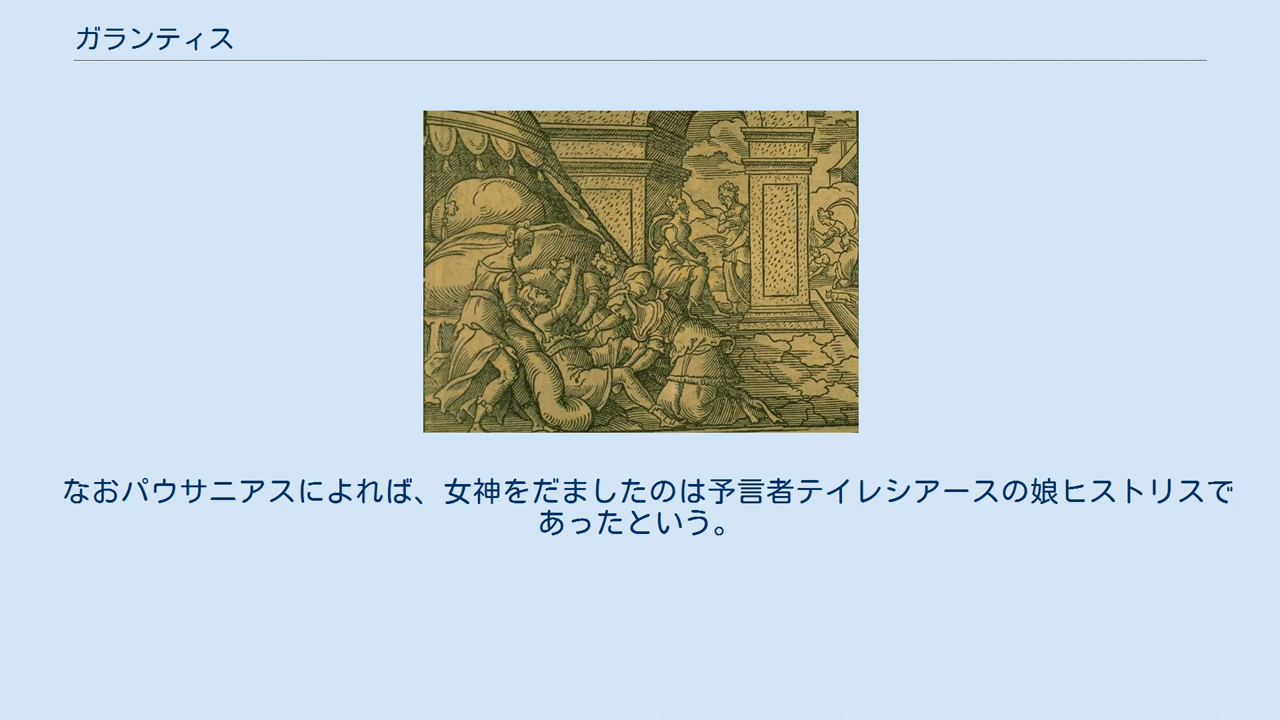 ガランティス
なおパウサニアスによれば、女神をだましたのは予言者テイレシアースの娘ヒストリスで
あったという。